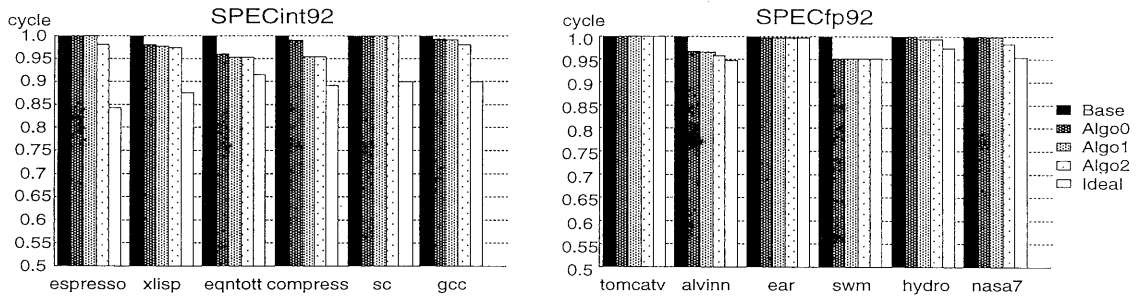 SPECint92
cycle
1.0
0.95
0.9
0.85
0.8
0.75
0.7
0.65
0.6
0.55
0.5
espresso xlisp eqntott compress sc gcc
SPECfp92
cycle
1.0
0.95
0.9
0.85
0.8
0.75
0.7
0.65
0.6
0.55
0.5
tomcatv alvinn ear swm hydro nasa7
Base
Algo0
Algo1
Algo2
Ideal